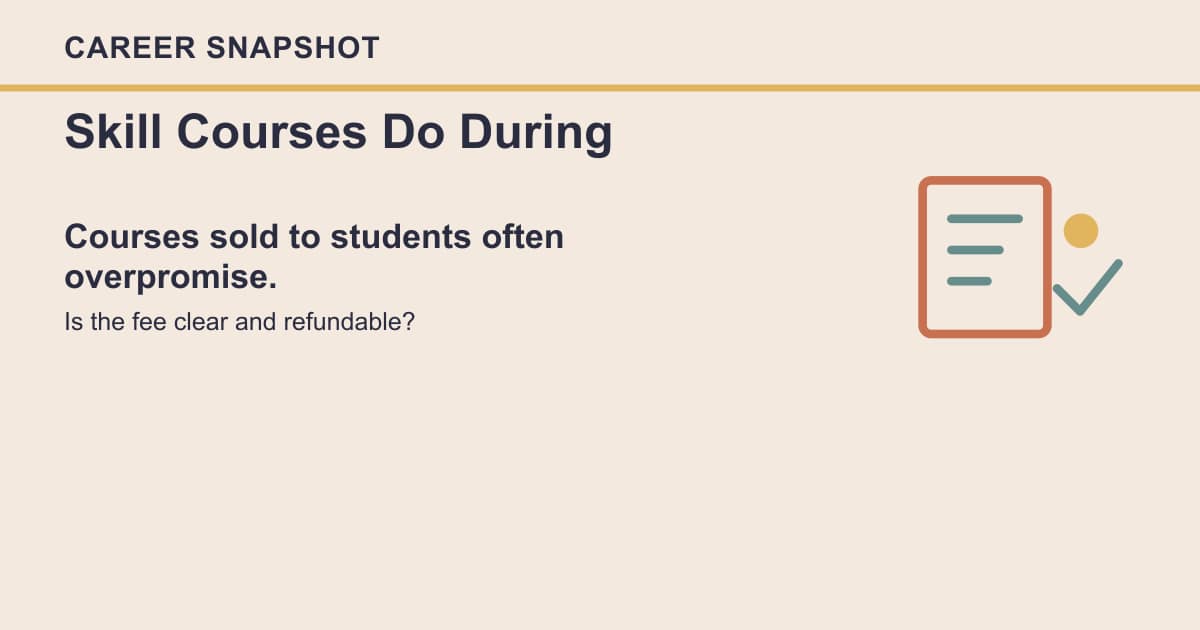 CAREER SNAPSHOT
Skill Courses Do During
Courses sold to students often
overpromise.
Is the fee clear and refundable?